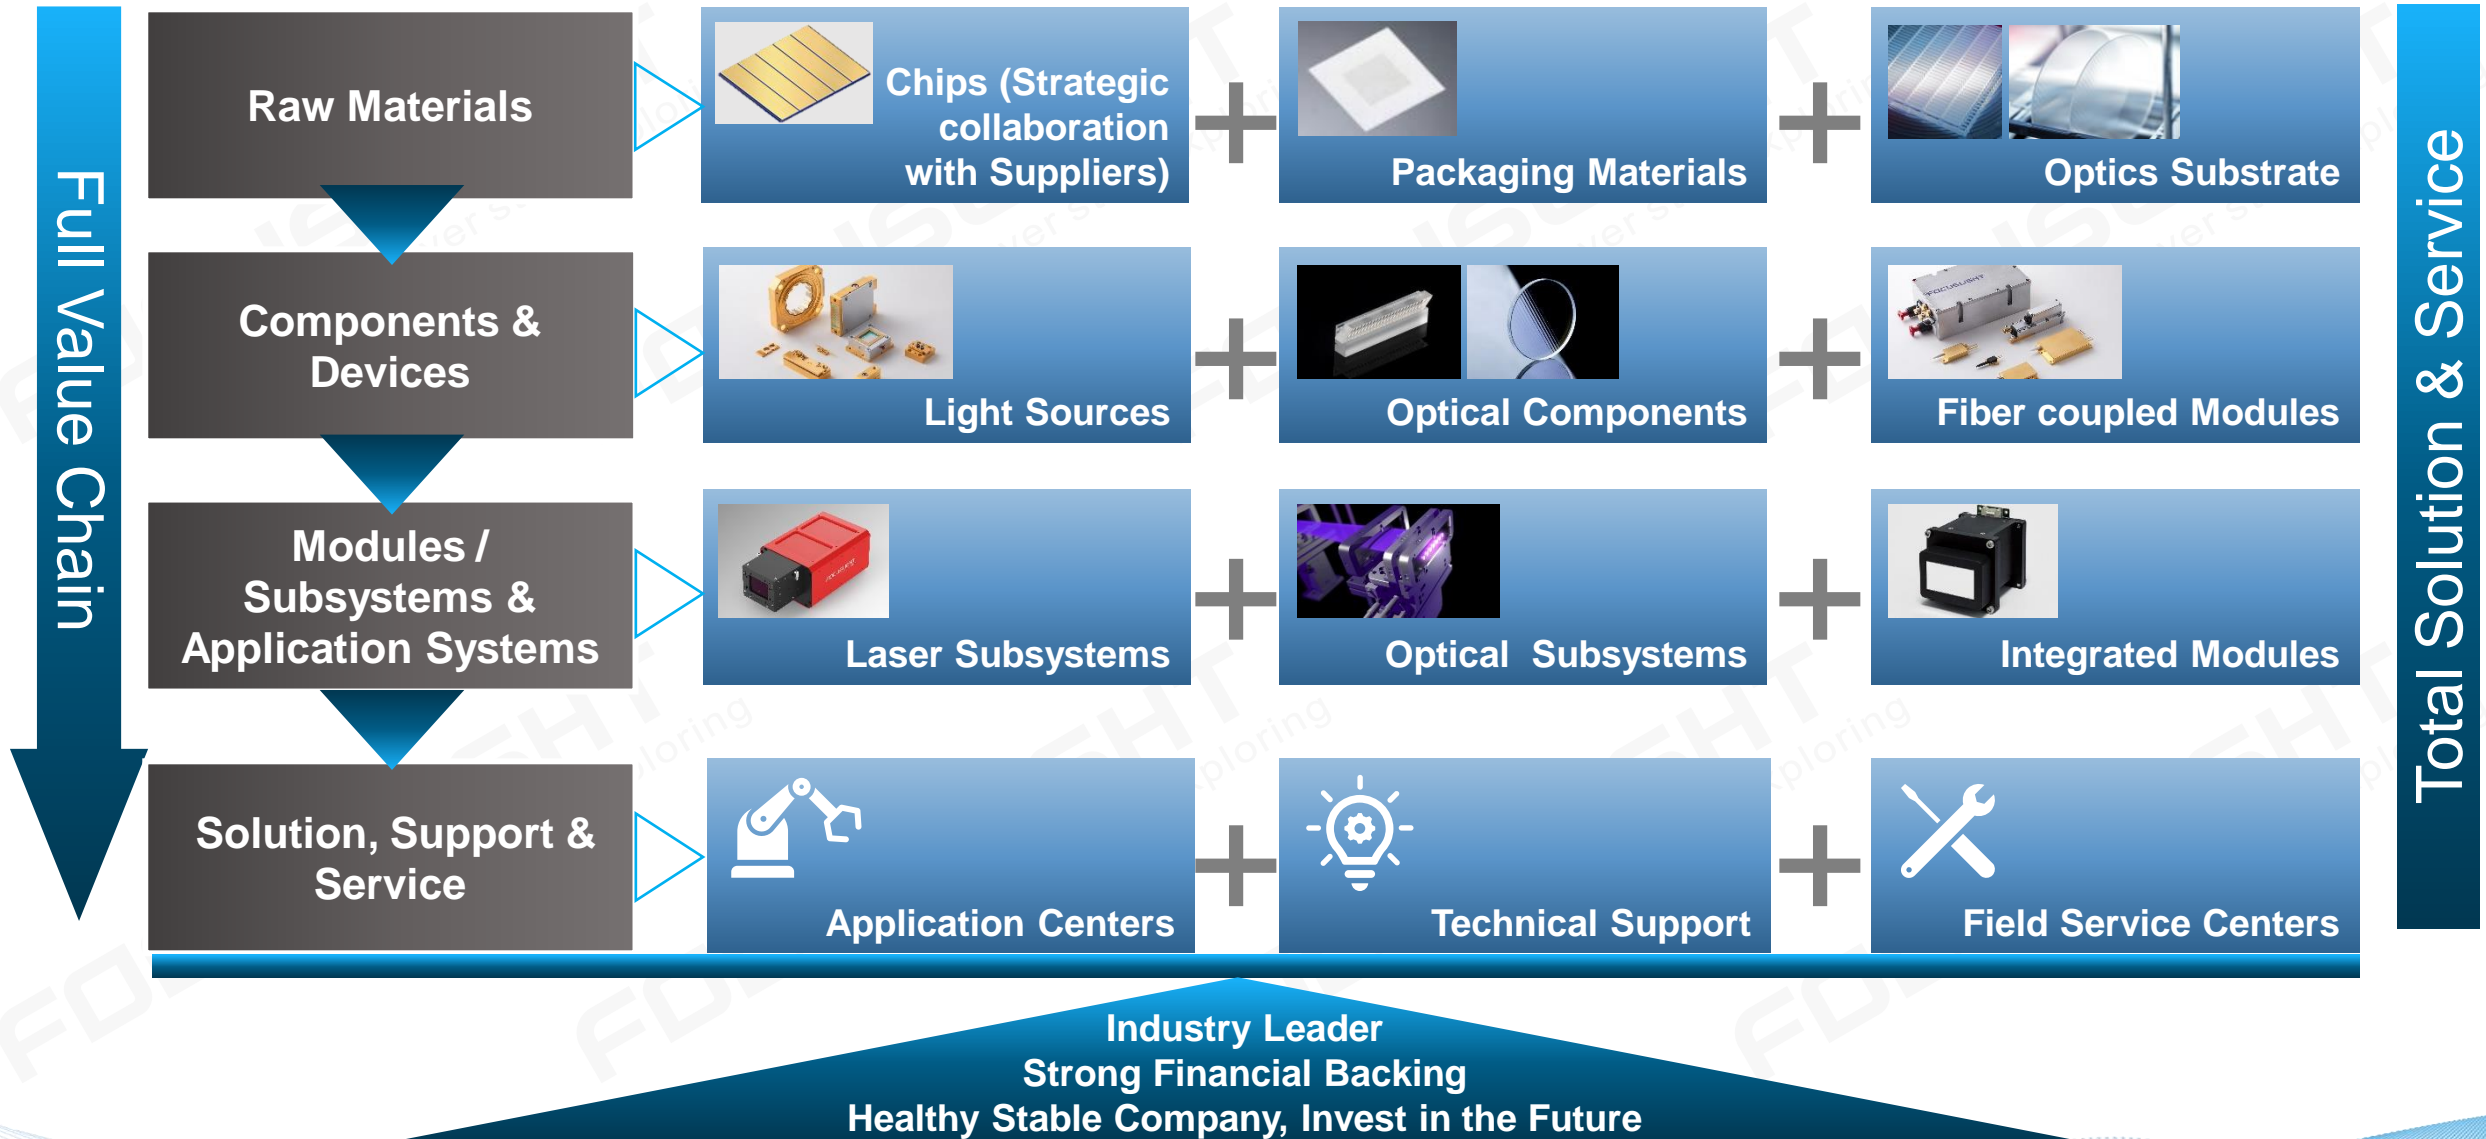 Full Value Chain
Raw Materials
Chips (Strategic
collaboration
with Suppliers)
Packaging Materials
Optics Substrate
Components &
Devices
Light Sources
Optical Components
FOCUSLIGHT
Fiber coupled Modules
Modules /
Subsystems &
Application Systems
FOCUSLIGHT
Laser Subsystems
Optical Subsystems
Integrated Modules
Solution, Support &
Service
Application Centers
Technical Support
Field Service Centers
Total Solution & Service
Industry Leader
Strong Financial Backing
Healthy Stable Company, Invest in the Future